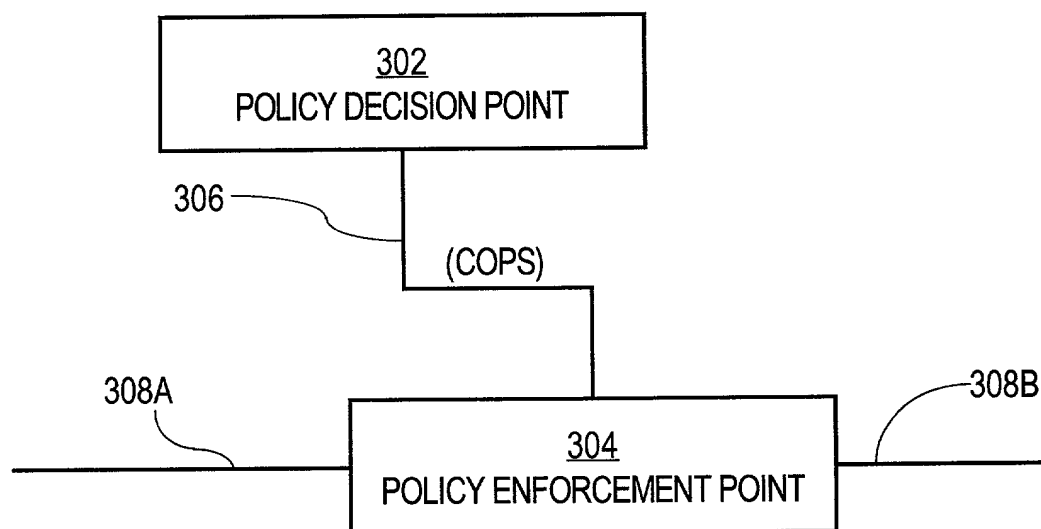 302
POLICY DECISION POINT
306
(COPS)
308A
308B
304
POLICY ENFORCEMENT POINT